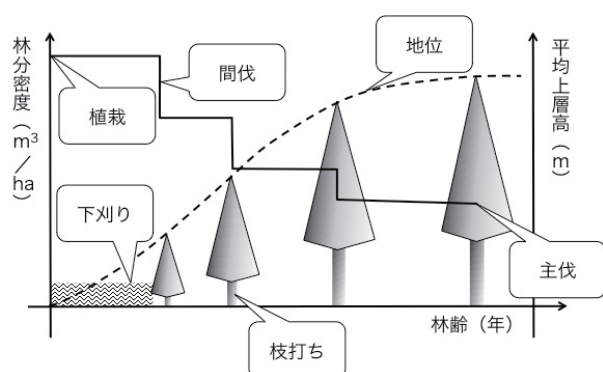 林分密度（m³／ha）
植栽
間伐
地位
平均上層高（m）
下刈り
主伐
林齢（年）
枝打ち